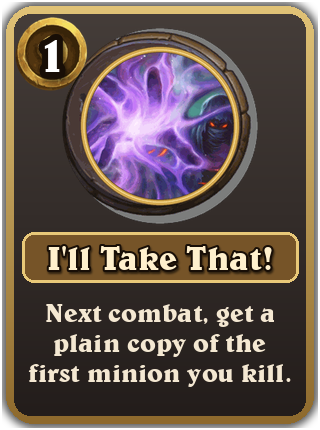 1
I'll Take That!
Next combat, get a
plain copy of the
first minion you kill.